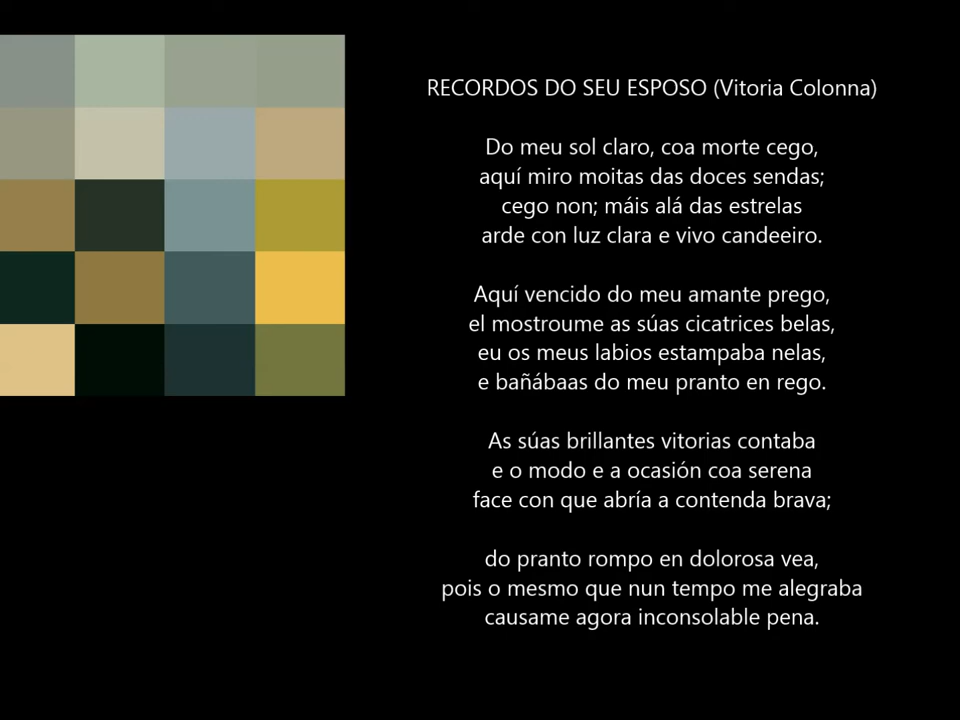 RECORDOS DO SEU ESPOSO (Vitoria Colonna)
Do meu sol claro, coa morte cego,
aquí miro moitas das doces sendas;
cego non; máis alá das estrelas
arde con luz clara e vivo candeeiro.
Aquí vencido do meu amante prego,
el mostroume as súas cicatrices belas,
eu os meus labios estampaba nelas,
e bañábaas do meu pranto en rego.
As súas brillantes vitorias contaba
e o modo e a ocasión coa serena
face con que abría a contenda brava;
do pranto rompo en dolorosa vea,
pois o mesmo que nun tempo me alegraba
causame agora inconsolable pena.